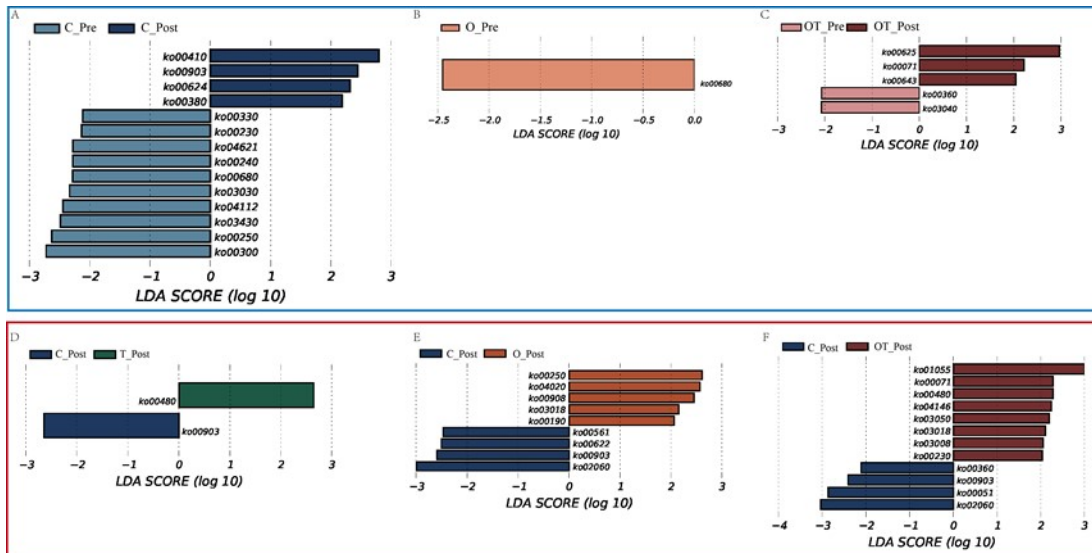 A
C_Pre C_Post
ko00410
ko00903
ko00624
ko00380
ko00330
ko00230
ko04621
ko00240
ko00680
ko03030
ko04112
ko03430
ko00250
ko00300
−3 −2 −1 0 1 2 3
LDA SCORE (log 10)
B
O_Pre
ko00680
−2.5 −2.0 −1.5 −1.0 −0.5 0.0
LDA SCORE (log 10)
C
OT_Pre OT_Post
ko00625
ko00071
ko00643
ko00360
ko03040
−3 −2 −1 0 1 2 3
LDA SCORE (log 10)
D
C_Post T_Post
ko00480
ko00903
−3 −2 −1 0 1 2 3
LDA SCORE (log 10)
E
C_Post O_Post
ko00250
ko04020
ko00908
ko03018
ko00190
ko00561
ko00622
ko00903
ko02060
−3 −2 −1 0 1 2 3
LDA SCORE (log 10)
F
C_Post OT_Post
ko01055
ko00071
ko00480
ko04146
ko03050
ko03018
ko03008
ko00230
ko00360
ko00903
ko00051
ko02060
−4 −3 −2 −1 0 1 2 3
LDA SCORE (log 10)